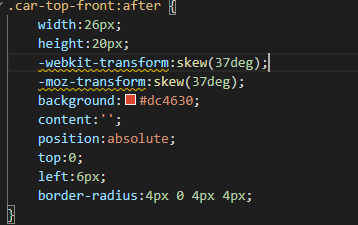 .car-top-front:after {
width:26px;
height:20px;
-webkit-transform:skew(37deg);
-moz-transform:skew(37deg);
background:#dc4630;
content:'';
position:absolute;
top:0;
left:6px;
border-radius:4px 0 4px 4px;
}